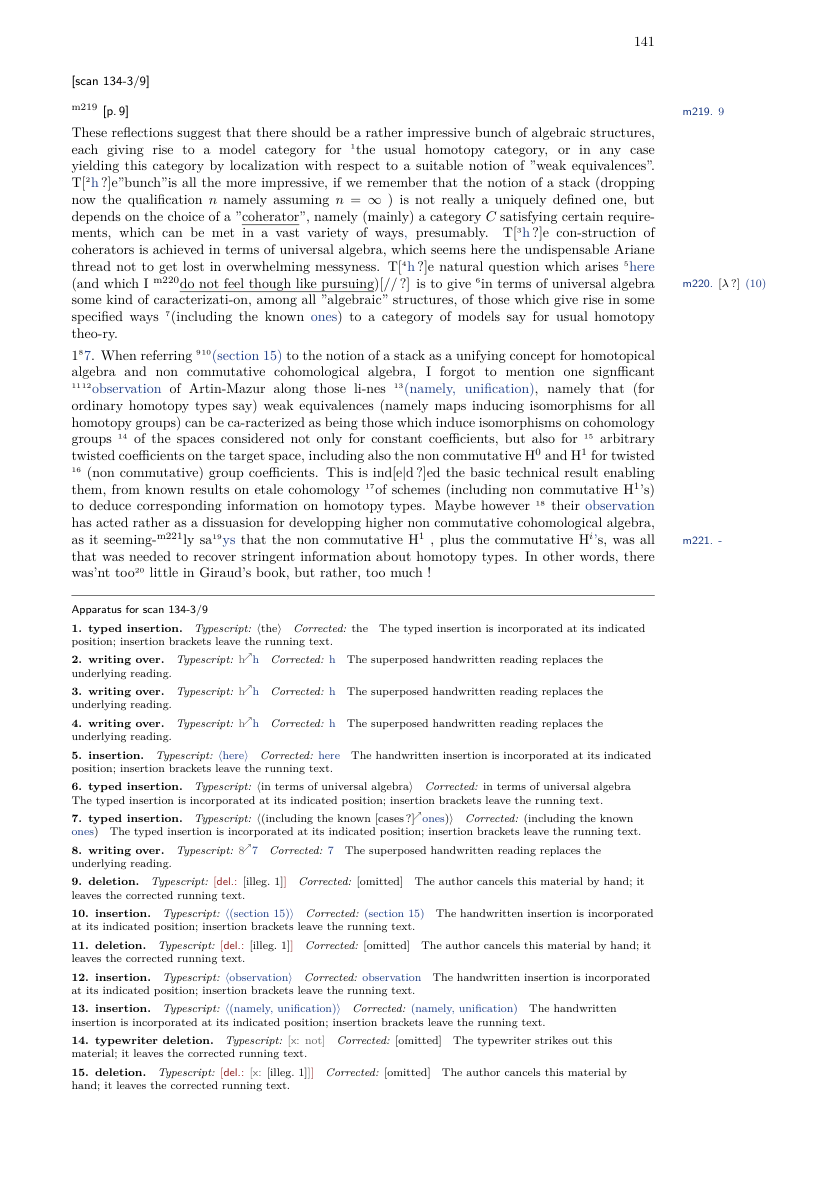 141
[scan 134-3/9]
m219 [p. 9]
m219. 9
These reflections suggest that there should be a rather impressive bunch of algebraic structures,
each giving rise to a model category for ¹the usual homotopy category, or in any case
yielding this category by localization with respect to a suitable notion of ”weak equivalences”.
T[²h ?]e”bunch”is all the more impressive, if we remember that the notion of a stack (dropping
now the qualification n namely assuming n = ∞ ) is not really a uniquely defined one, but
depends on the choice of a ”coherator”, namely (mainly) a category C satisfying certain require-
ments, which can be met in a vast variety of ways, presumably. T[³h ?]e con-struction of
coherators is achieved in terms of universal algebra, which seems here the undispensable Ariane
thread not to get lost in overwhelming messyness. T[⁴h ?]e natural question which arises ⁵here
(and which I m220do not feel though like pursuing)[// ?] is to give ⁶in terms of universal algebra
m220. [λ ?] (10)
some kind of caracterizati-on, among all ”algebraic” structures, of those which give rise in some
specified ways ⁷(including the known ones) to a category of models say for usual homotopy
theo-ry.
1⁸7. When referring ⁹ ¹⁰(section 15) to the notion of a stack as a unifying concept for homotopical
algebra and non commutative cohomological algebra, I forgot to mention one signffícant
¹¹ ¹²observation of Artin-Mazur along those li-nes ¹³(namely, unification), namely that (for
ordinary homotopy types say) weak equivalences (namely maps inducing isomorphisms for all
homotopy groups) can be ca-racterized as being those which induce isomorphisms on cohomology
groups ¹⁴ of the spaces considered not only for constant coefficients, but also for ¹⁵ arbitrary
twisted coefficients on the target space, including also the non commutative H⁰ and H¹ for twisted
¹⁶ (non commutative) group coefficients. This is ind[e|d ?]ed the basic technical result enabling
them, from known results on etale cohomology ¹⁷of schemes (including non commutative H¹’s)
to deduce corresponding information on homotopy types. Maybe however ¹⁸ their observation
has acted rather as a dissuasion for developping higher non commutative cohomological algebra,
as it seeming-m221ly sa¹⁹ys that the non commutative H¹ , plus the commutative Hⁱ’s, was all
m221. -
that was needed to recover stringent information about homotopy types. In other words, there
was’nt too²⁰ little in Giraud’s book, but rather, too much !
Apparatus for scan 134-3/9
1. typed insertion. Typescript: ⟨the⟩ Corrected: the The typed insertion is incorporated at its indicated
position; insertion brackets leave the running text.
2. writing over. Typescript: h↗h Corrected: h The superposed handwritten reading replaces the
underlying reading.
3. writing over. Typescript: h↗h Corrected: h The superposed handwritten reading replaces the
underlying reading.
4. writing over. Typescript: h↗h Corrected: h The superposed handwritten reading replaces the
underlying reading.
5. insertion. Typescript: ⟨here⟩ Corrected: here The handwritten insertion is incorporated at its indicated
position; insertion brackets leave the running text.
6. typed insertion. Typescript: ⟨in terms of universal algebra⟩ Corrected: in terms of universal algebra
The typed insertion is incorporated at its indicated position; insertion brackets leave the running text.
7. typed insertion. Typescript: ⟨(including the known [cases ?]↗ones)⟩ Corrected: (including the known
ones) The typed insertion is incorporated at its indicated position; insertion brackets leave the running text.
8. writing over. Typescript: 8↗7 Corrected: 7 The superposed handwritten reading replaces the
underlying reading.
9. deletion. Typescript: [del.: [illeg. 1]] Corrected: [omitted] The author cancels this material by hand; it
leaves the corrected running text.
10. insertion. Typescript: ⟨(section 15)⟩ Corrected: (section 15) The handwritten insertion is incorporated
at its indicated position; insertion brackets leave the running text.
11. deletion. Typescript: [del.: [illeg. 1]] Corrected: [omitted] The author cancels this material by hand; it
leaves the corrected running text.
12. insertion. Typescript: ⟨observation⟩ Corrected: observation The handwritten insertion is incorporated
at its indicated position; insertion brackets leave the running text.
13. insertion. Typescript: ⟨(namely, unification)⟩ Corrected: (namely, unification) The handwritten
insertion is incorporated at its indicated position; insertion brackets leave the running text.
14. typewriter deletion. Typescript: [x: not] Corrected: [omitted] The typewriter strikes out this
material; it leaves the corrected running text.
15. deletion. Typescript: [del.: [x: [illeg. 1]]] Corrected: [omitted] The author cancels this material by
hand; it leaves the corrected running text.